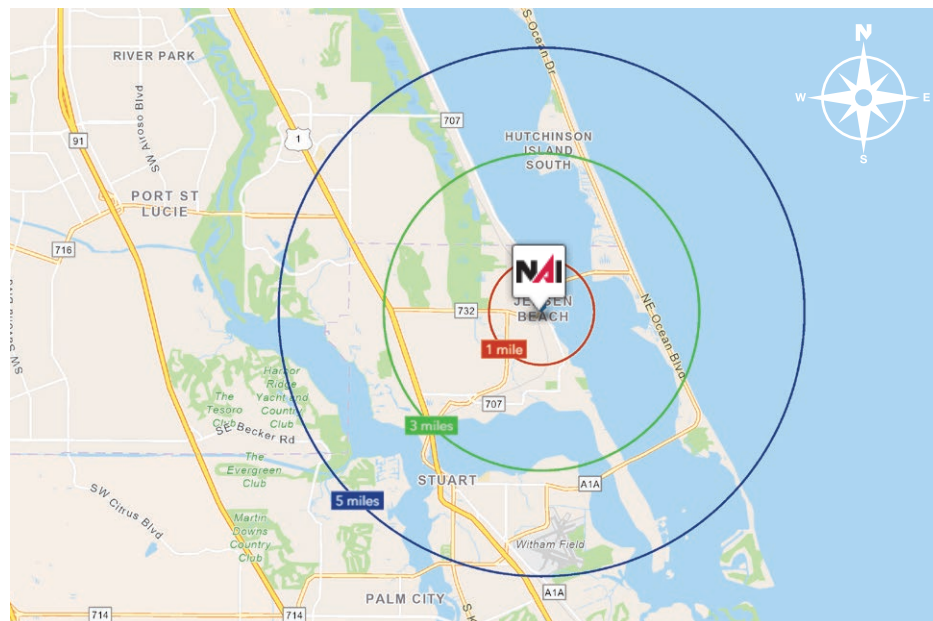 S Ocean Dr
N
W
E
S
RIVER PARK
SW Airoso Blvd
707
1
91
HUTCHINSON
ISLAND
SOUTH
PORT ST
LUCIE
716
NAI
JENSEN
BEACH
732
NE Ocean Blvd
1 mile
Harbor
Ridge
Yacht and
Country
Club
The
Tesoro
Club
707
3 miles
SE Becker Rd
The
Evergreen
Club
STUART
A1A
5 miles
SW Citrus Blvd
Martin
Downs
Country
Club
Witham Field
A1A
PALM CITY
714
714